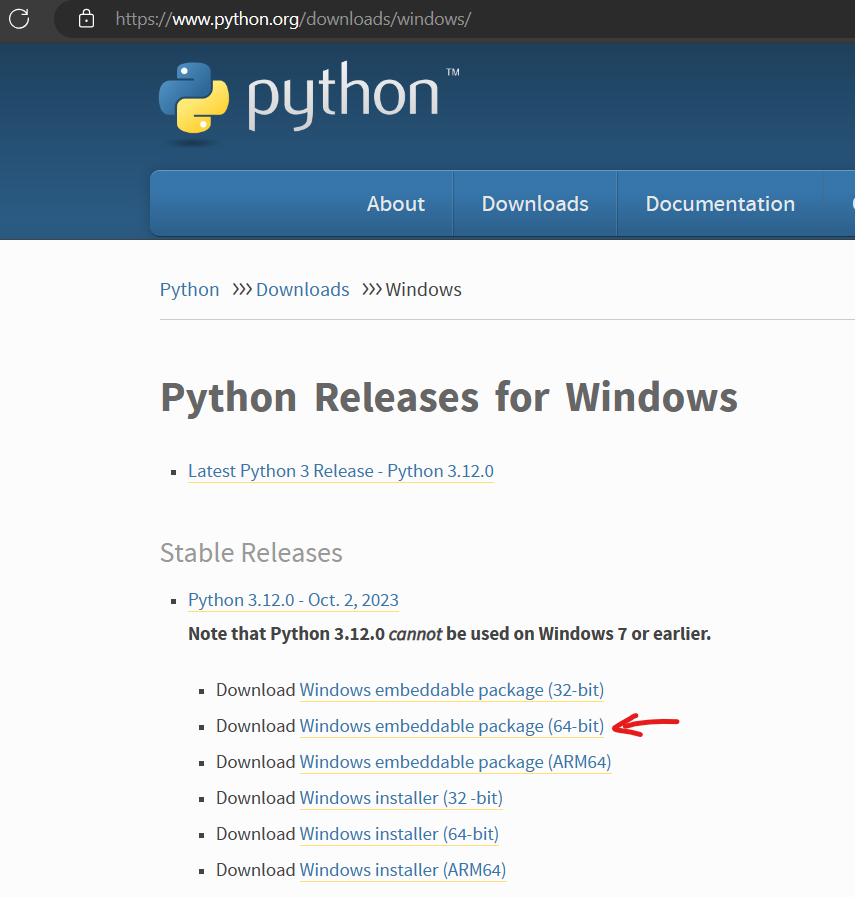 https://www.python.org/downloads/windows/
python™
About Downloads Documentation
Python >>> Downloads >>> Windows
Python Releases for Windows
Latest Python 3 Release - Python 3.12.0
Stable Releases
Python 3.12.0 - Oct. 2, 2023
Note that Python 3.12.0 cannot be used on Windows 7 or earlier.
Download Windows embeddable package (32-bit)
Download Windows embeddable package (64-bit)
Download Windows embeddable package (ARM64)
Download Windows installer (32 -bit)
Download Windows installer (64-bit)
Download Windows installer (ARM64)